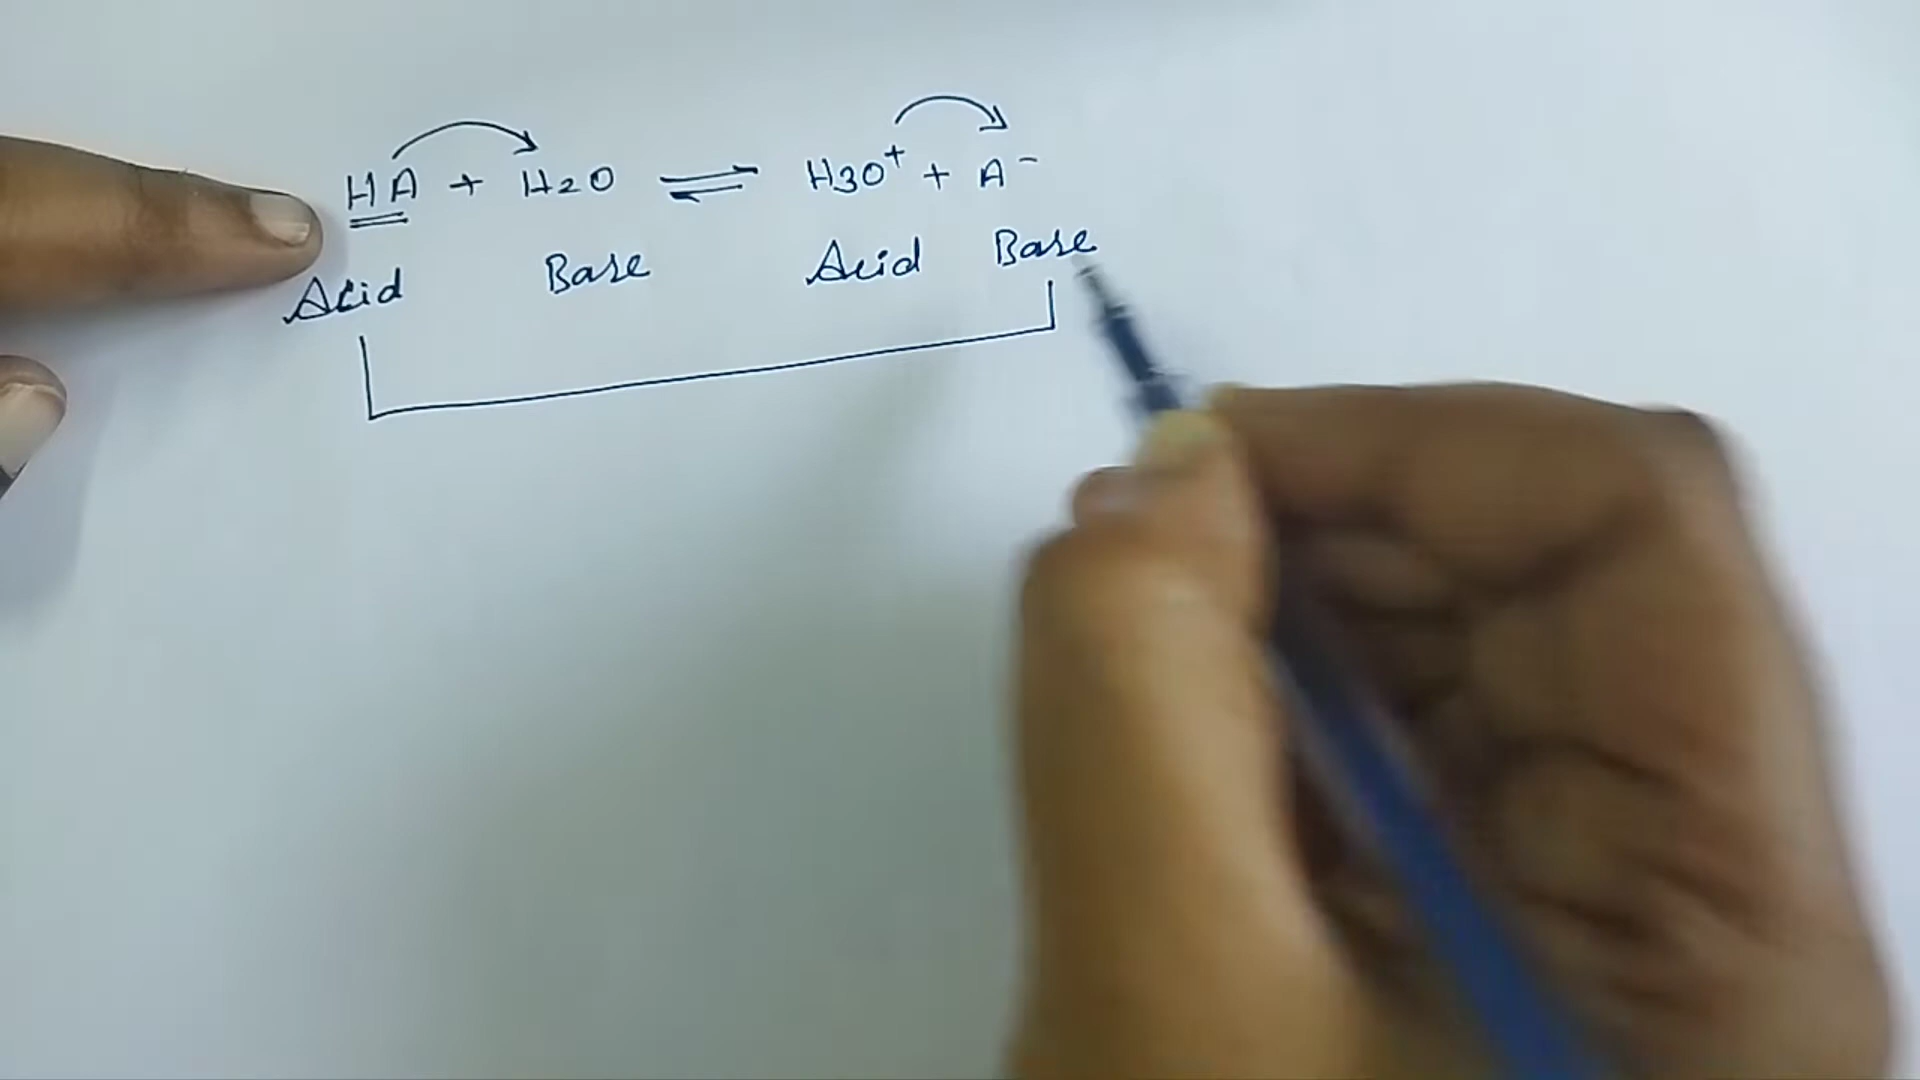 HA + H2O ⇌ H3O⁺ + A⁻
Acid Base Acid Base